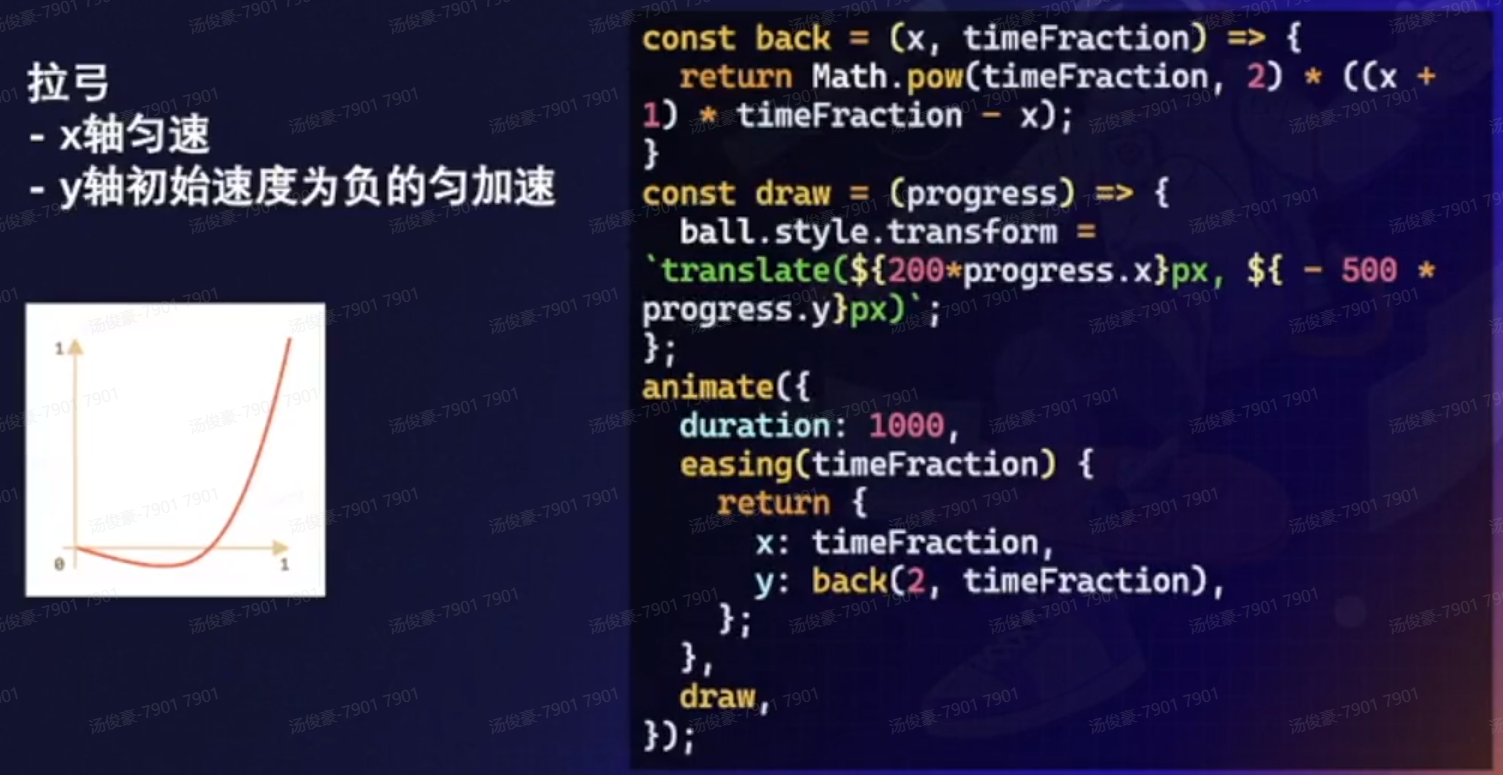 拉弓
- x轴匀速
- y轴初始速度为负的匀加速
1
0
1
const back = (x, timeFraction) => {
  return Math.pow(timeFraction, 2) * ((x +
1) * timeFraction - x);
}
const draw = (progress) => {
  ball.style.transform =
`translate(${200*progress.x}px, ${ - 500 *
progress.y}px)`;
};
animate({
  duration: 1000,
  easing(timeFraction) {
    return {
      x: timeFraction,
      y: back(2, timeFraction),
    };
  },
  draw,
});
汤俊豪-7901 7901